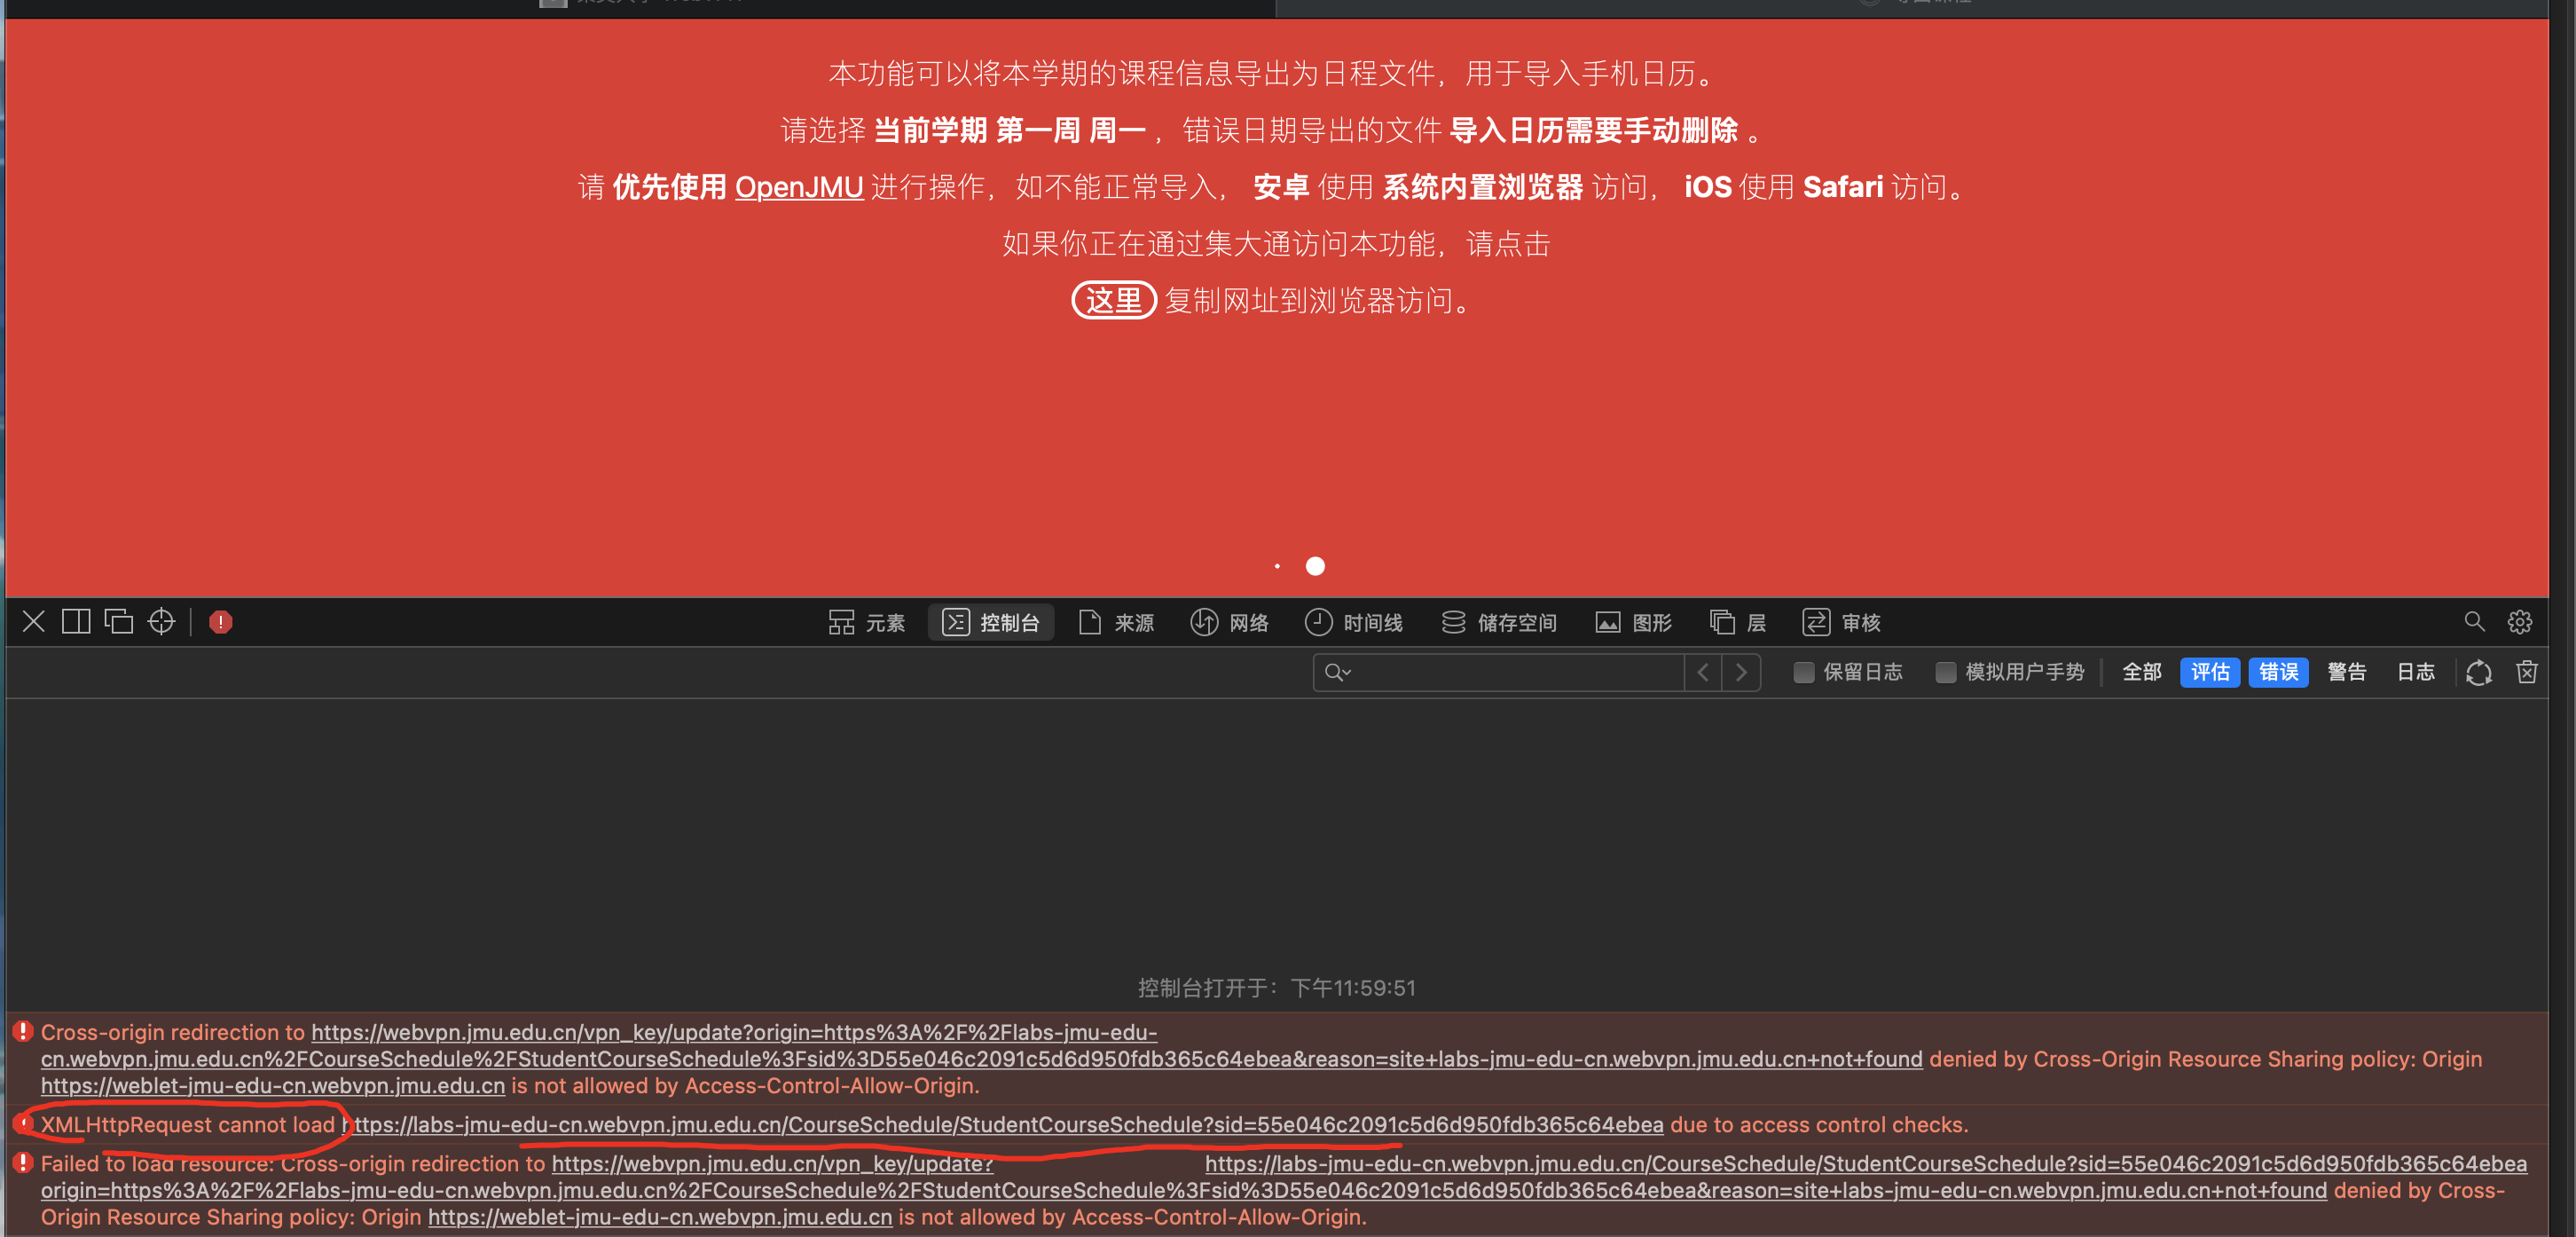 本功能可以将本学期的课程信息导出为日程文件，用于导入手机日历。
请选择 当前学期 第一周 周一 ，错误日期导出的文件 导入日历需要手动删除 。
请 优先使用 OpenJMU 进行操作，如不能正常导入， 安卓 使用 系统内置浏览器 访问， iOS 使用 Safari 访问。
如果你正在通过集大通访问本功能，请点击
这里 复制网址到浏览器访问。
元素 控制台 来源 网络 时间线 储存空间 图形 层 审核
保留日志 模拟用户手势 全部 评估 错误 警告 日志
控制台打开于：下午11:59:51
Cross-origin redirection to https://webvpn.jmu.edu.cn/vpn_key/update?origin=https%3A%2F%2Flabs-jmu-edu-
cn.webvpn.jmu.edu.cn%2FCourseSchedule%2FStudentCourseSchedule%3Fsid%3D55e046c2091c5d6d950fdb365c64ebea&reason=site+labs-jmu-edu-cn.webvpn.jmu.edu.cn+not+found denied by Cross-Origin Resource Sharing policy: Origin
https://weblet-jmu-edu-cn.webvpn.jmu.edu.cn is not allowed by Access-Control-Allow-Origin.
XMLHttpRequest cannot load https://labs-jmu-edu-cn.webvpn.jmu.edu.cn/CourseSchedule/StudentCourseSchedule?sid=55e046c2091c5d6d950fdb365c64ebea due to access control checks.
Failed to load resource: Cross-origin redirection to https://webvpn.jmu.edu.cn/vpn_key/update? https://labs-jmu-edu-cn.webvpn.jmu.edu.cn/CourseSchedule/StudentCourseSchedule?sid=55e046c2091c5d6d950fdb365c64ebea
origin=https%3A%2F%2Flabs-jmu-edu-cn.webvpn.jmu.edu.cn%2FCourseSchedule%2FStudentCourseSchedule%3Fsid%3D55e046c2091c5d6d950fdb365c64ebea&reason=site+labs-jmu-edu-cn.webvpn.jmu.edu.cn+not+found denied by Cross-
Origin Resource Sharing policy: Origin https://weblet-jmu-edu-cn.webvpn.jmu.edu.cn is not allowed by Access-Control-Allow-Origin.